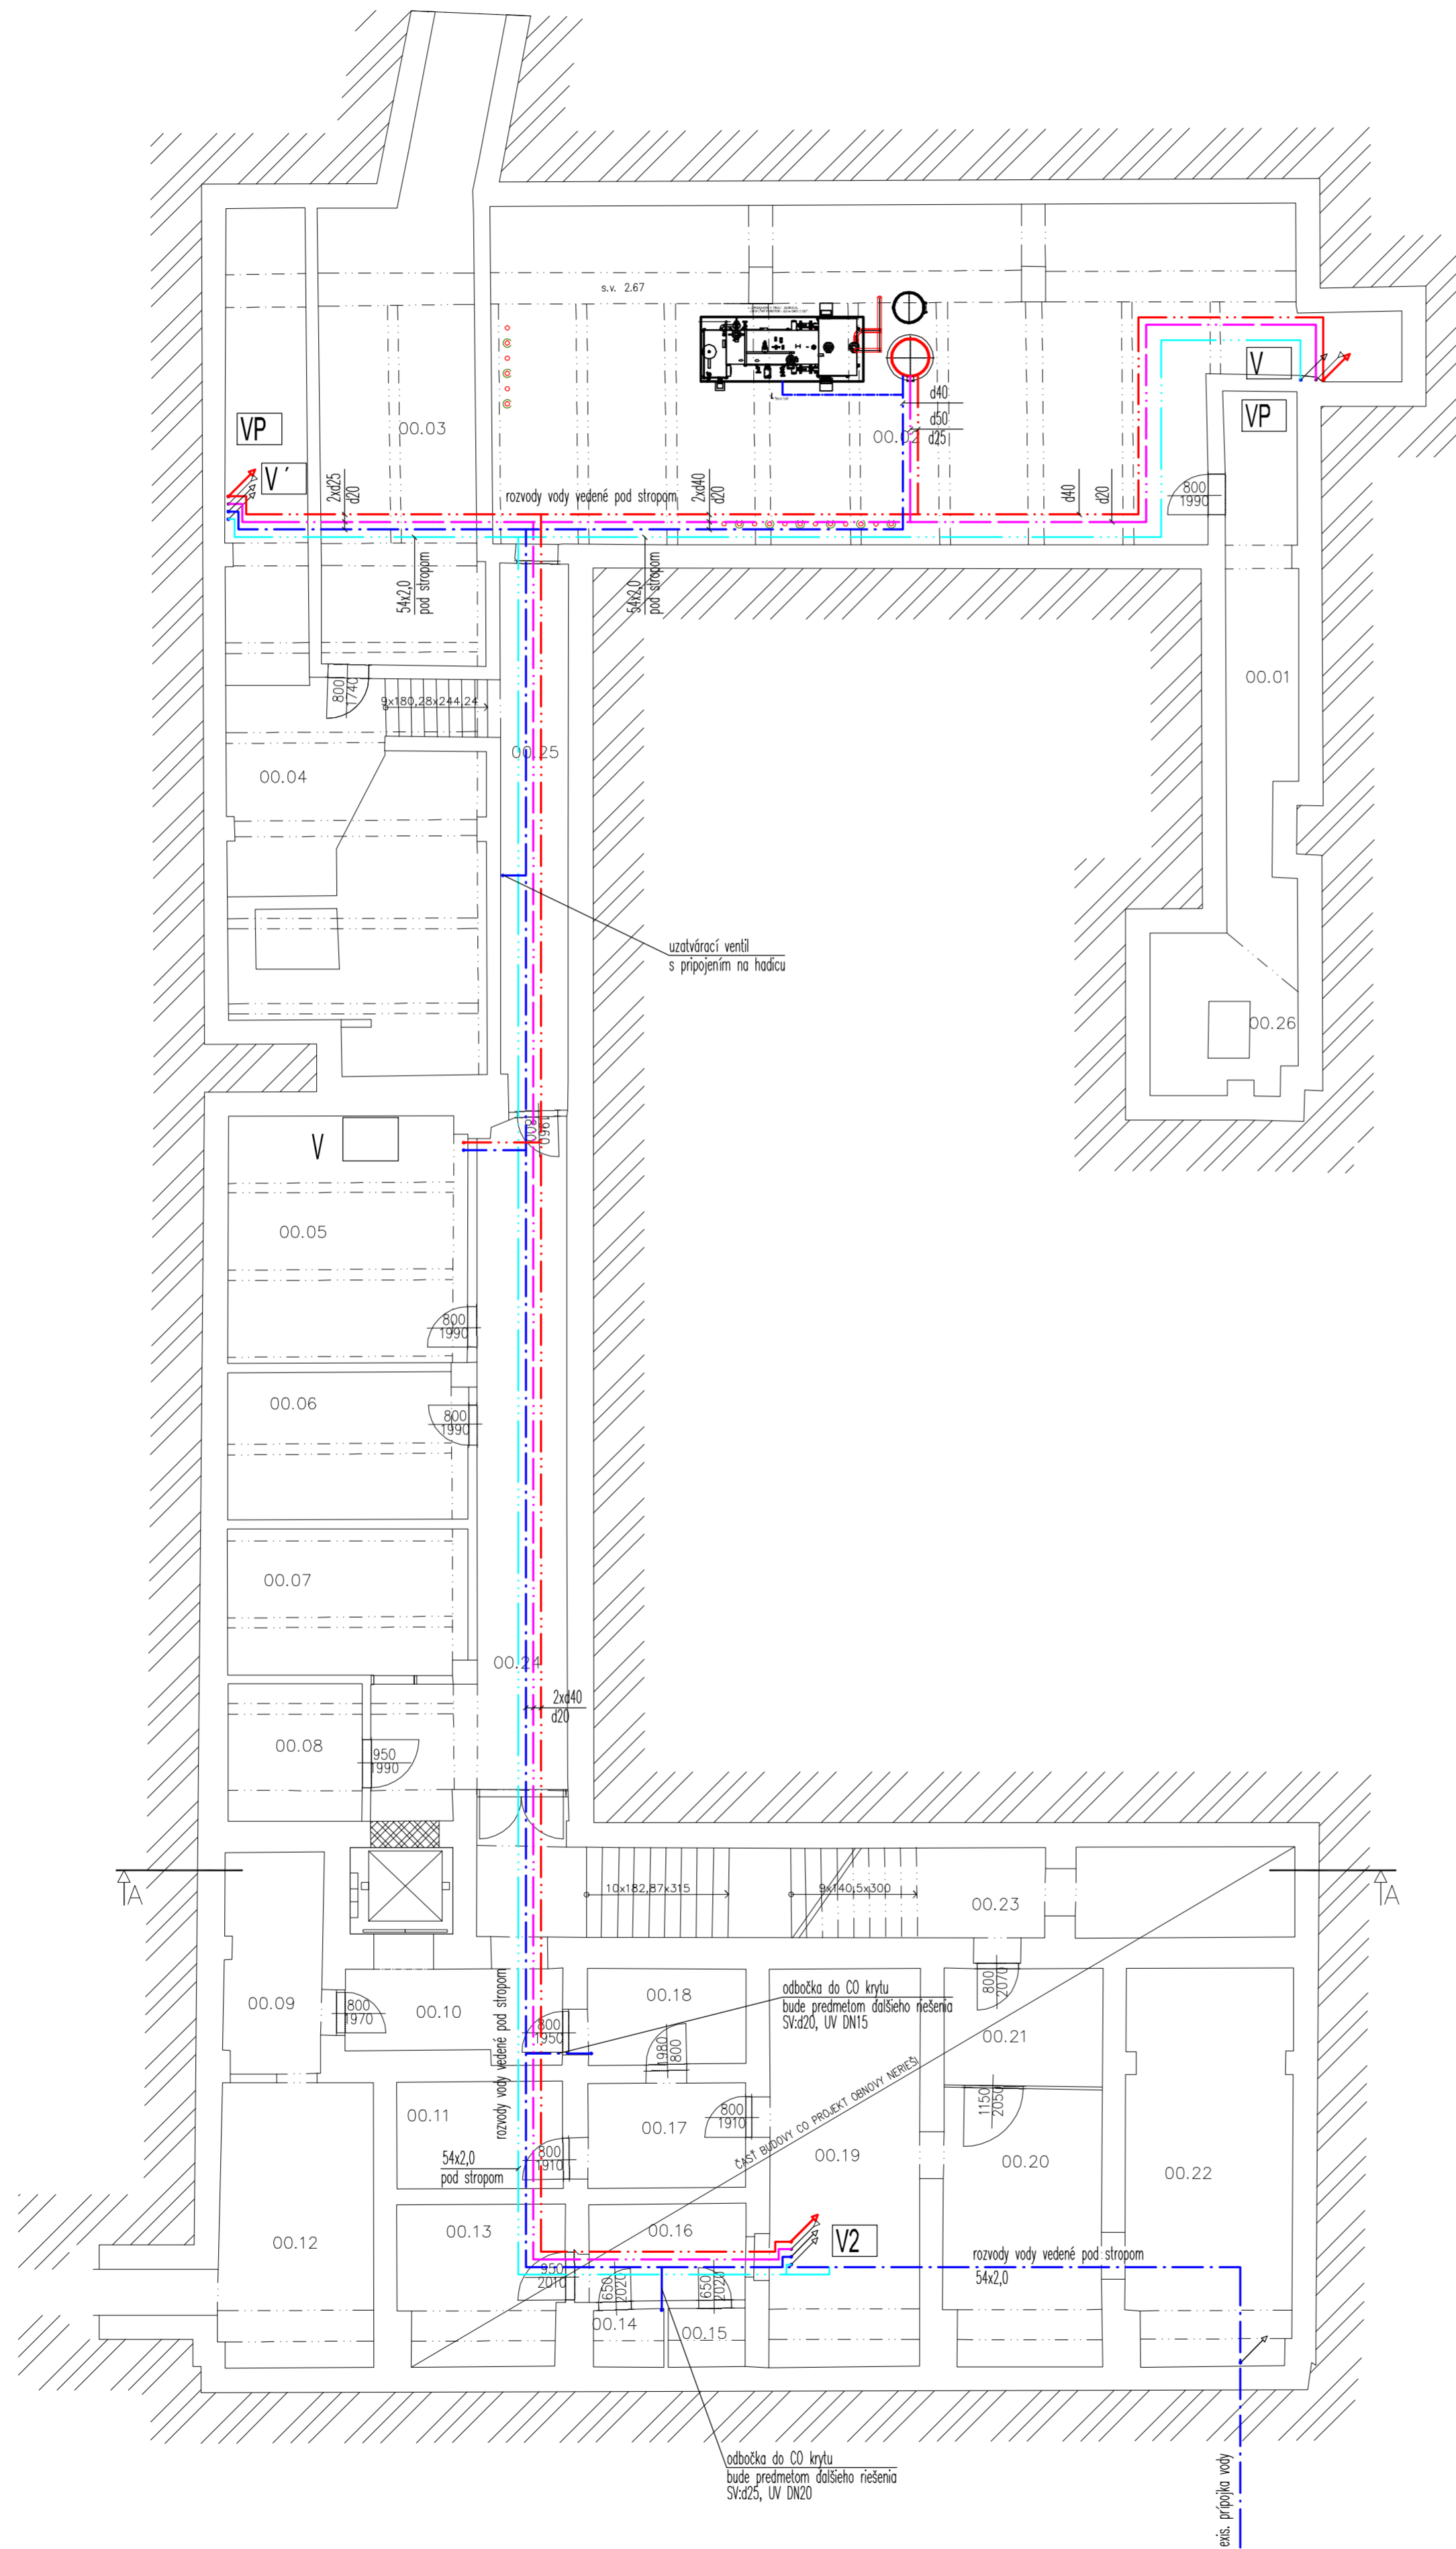 s.v. 2.67
VP
00.03
V ´
2xd25
d20
rozvody vody vedené pod stropom
2xd40
d20
d40
d50
d25
00.02
d40
d20
V
VP
800
1990
54x2,0
pod stropom
54x2,0
pod stropom
00.01
800
1740
9x180,28x244,24
00.25
00.04
uzatvárací ventil
s pripojením na hadicu
00.26
800
1960
V
00.05
800
1990
00.06
800
1990
00.07
00.24
2xd40
d20
00.08
950
1990
A
A
10x182,87x315
9x140,5x300
00.23
00.09
800
1970
00.10
rozvody vody vedené pod stropom
800
1950
00.18
1980
800
odbočka do CO krytu
bude predmetom ďalšieho riešenia
SV:d20, UV DN15
800
2070
00.21
1150
2050
ČASŤ BUDOVY CO PROJEKT OBNOVY NERIEŠI
00.11
800
1910
00.17
800
1910
00.19
00.20
00.22
54x2,0
pod stropom
00.12
00.13
00.16
V2
950
2010
650
2020
650
2020
rozvody vody vedené pod stropom
54x2,0
00.14
00.15
odbočka do CO krytu
bude predmetom ďalšieho riešenia
SV:d25, UV DN20
exis. prípojka vody